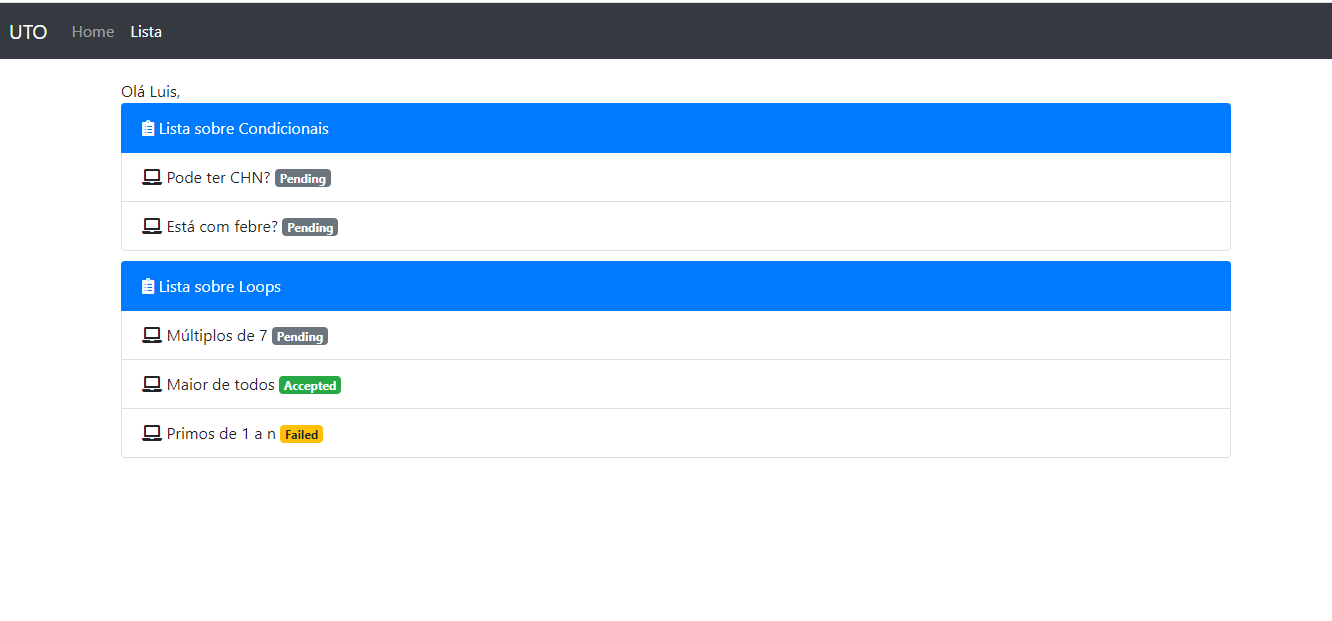 UTO Home Lista
Olá Luis,
Lista sobre Condicionais
Pode ter CHN? Pending
Está com febre? Pending
Lista sobre Loops
Múltiplos de 7 Pending
Maior de todos Accepted
Primos de 1 a n Failed